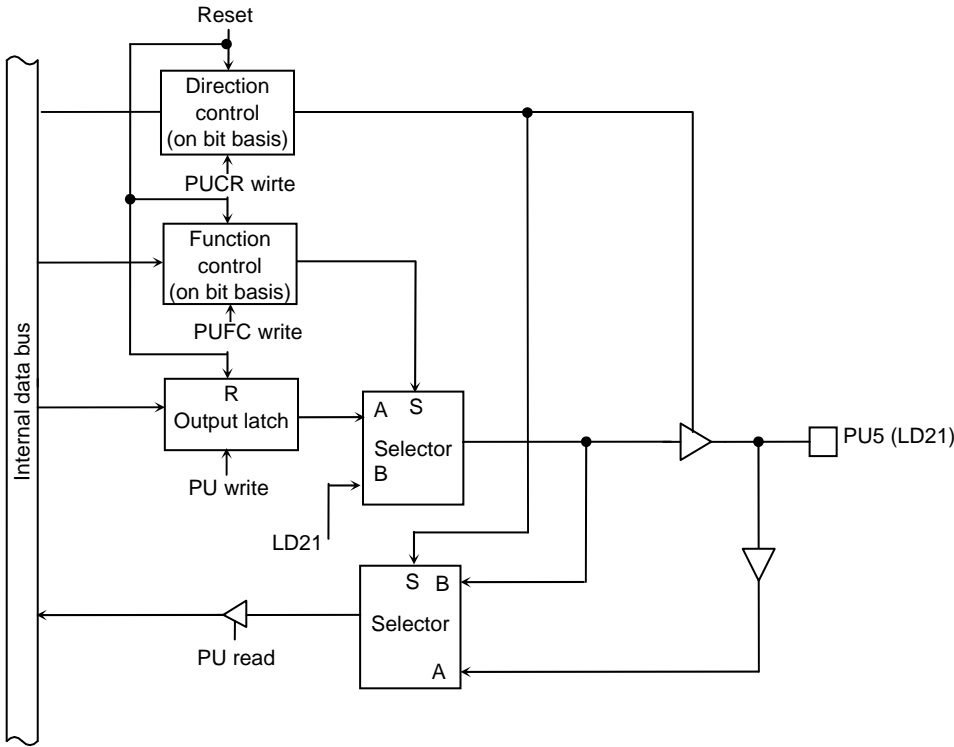 Reset
Direction
control
(on bit basis)
PUCR wirte
Function
control
(on bit basis)
PUFC write
Internal data bus
R
Output latch
PU write
A
S
Selector
B
LD21
PU5 (LD21)
S
B
Selector
A
PU read